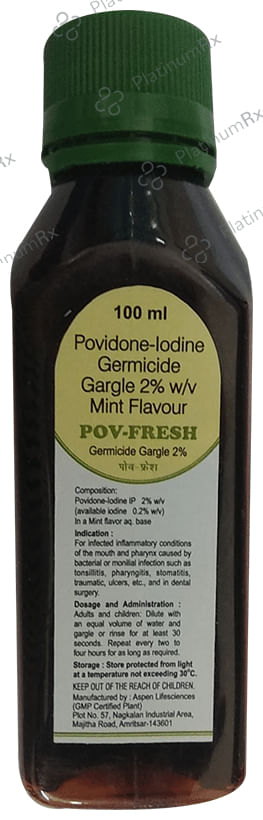 PlatinumRx
100 ml
Povidone-Iodine
Germicide
Gargle 2% w/v
Mint Flavour
POV-FRESH
Germicide Gargle 2%
पोव-फ्रेश
Composition:
Povidone-Iodine IP 2% w/v
(available iodine 0.2% w/v)
In a Mint flavor aq. base
Indication :
For infected inflammatory conditions
of the mouth and pharynx caused by
bacterial or monilial infection such as
tonsillitis, pharyngitis, stomatitis,
traumatic, ulcers, etc., and in dental
surgery.
Dosage and Administration :
Adults and children: Dilute with
an equal volume of water and
gargle or rinse for at least 30
seconds. Repeat every two to
four hours for as long as required.
Storage : Store protected from light
at a temperature not exceeding 30°C.
KEEP OUT OF THE REACH OF CHILDREN.
Manufactured by : Aspen Lifesciences
(GMP Certified Plant)
Plot No. 57, Nagkalan Industrial Area,
Majitha Road, Amritsar-143601